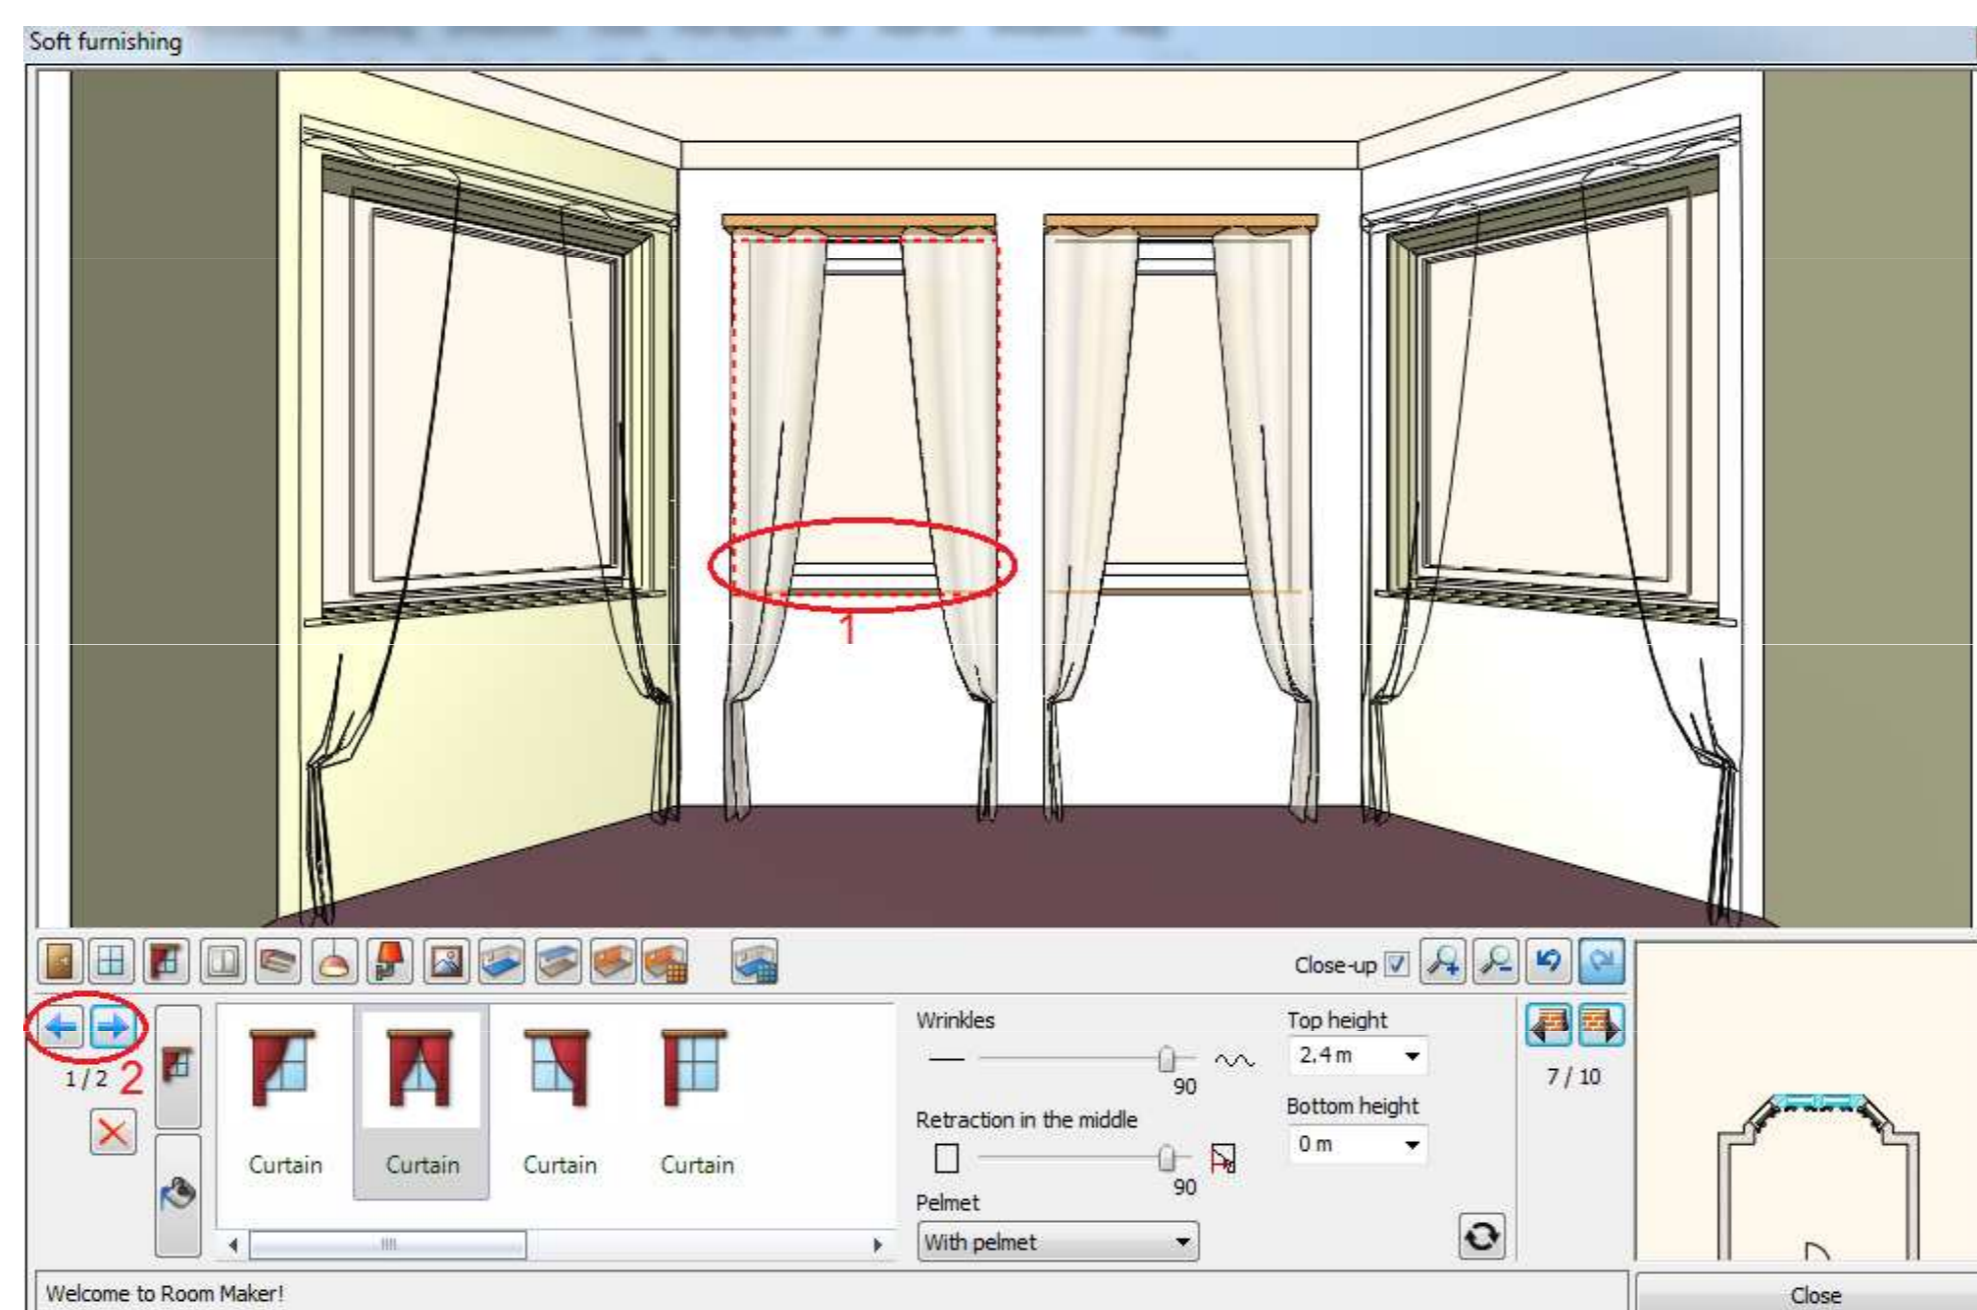 Soft furnishing
1
Close-up
1 / 2
2
Curtain
Curtain
Curtain
Curtain
Wrinkles
90
Retraction in the middle
90
Pelmet
With pelmet
Top height
2.4 m
Bottom height
0 m
7 / 10
Welcome to Room Maker!
Close